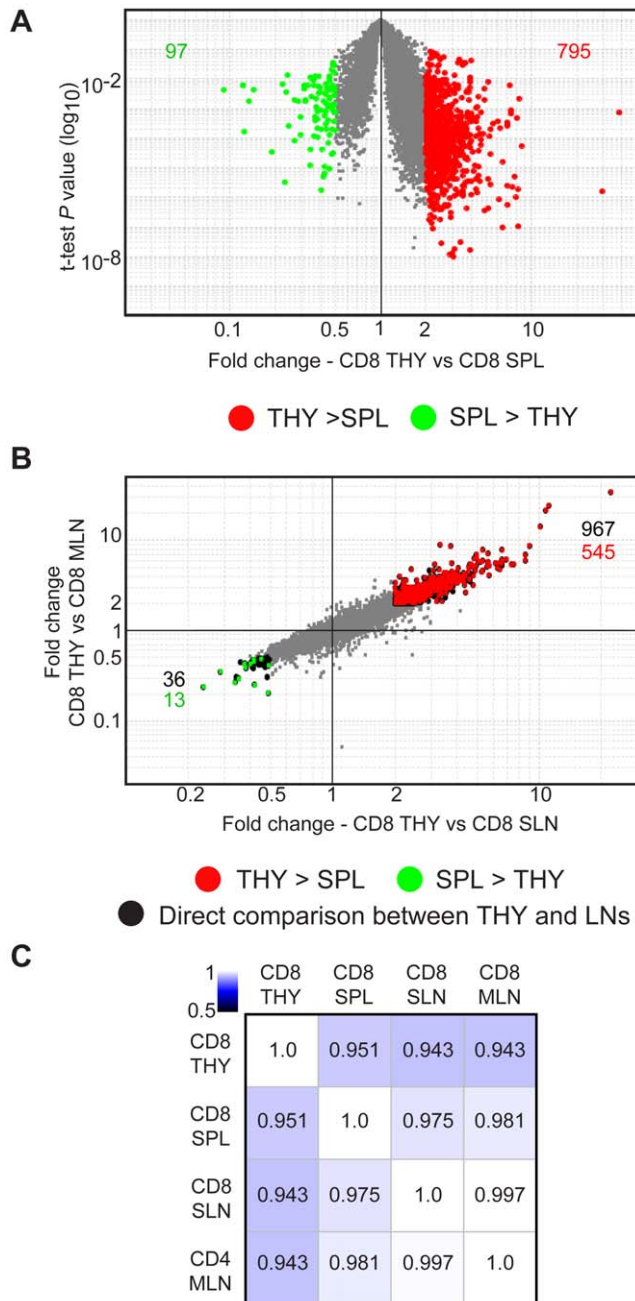 A
97
795
10-2
10-8
t-test P value (log10)
0.1 0.5 1 2 10
Fold change - CD8 THY vs CD8 SPL
THY >SPL SPL > THY
B
Fold change
CD8 THY vs CD8 MLN
10
2
1
0.5
0.1
967
545
36
13
0.2 0.5 1 2 10
Fold change - CD8 THY vs CD8 SLN
THY > SPL SPL > THY
Direct comparison between THY and LNs
C
1
0.5
CD8 CD8 CD8 CD8
THY SPL SLN MLN
CD8
THY
1.0 0.951 0.943 0.943
CD8
SPL
0.951 1.0 0.975 0.981
CD8
SLN
0.943 0.975 1.0 0.997
CD4
MLN
0.943 0.981 0.997 1.0